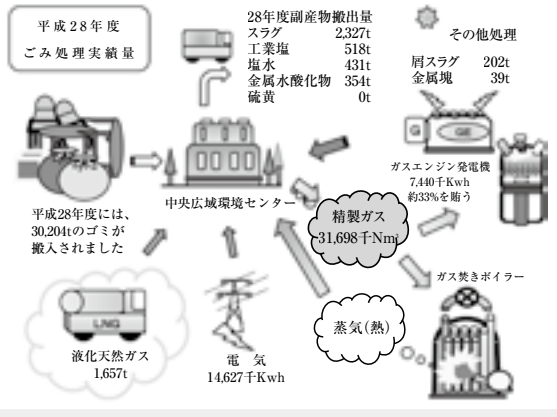 平成28年度
ごみ処理実績量
28年度副産物搬出量
スラグ 2,327t
工業塩 518t
塩水 431t
金属水酸化物 354t
硫黄 0t
その他処理
屑スラグ 202t
金属塊 39t
G
GE
ガスエンジン発電機
7,440千Kwh
約33%を賄う
中央広域環境センター
平成28年度には、
30,204tのゴミが
搬入されました
精製ガス
31,698千Nm³
ガス焚きボイラー
LNG
液化天然ガス
1,657t
電気
14,627千Kwh
蒸気(熱)